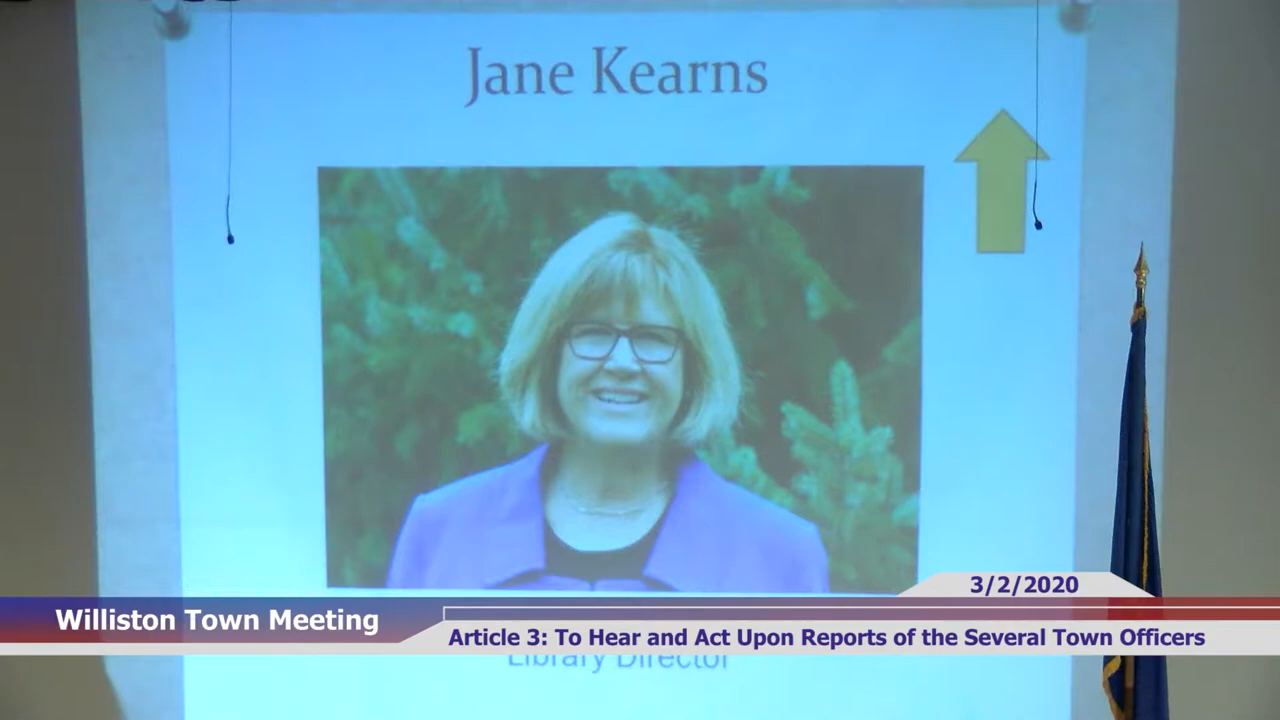 Jane Kearns
3/2/2020
Williston Town Meeting
Article 3: To Hear and Act Upon Reports of the Several Town Officers
Library Director